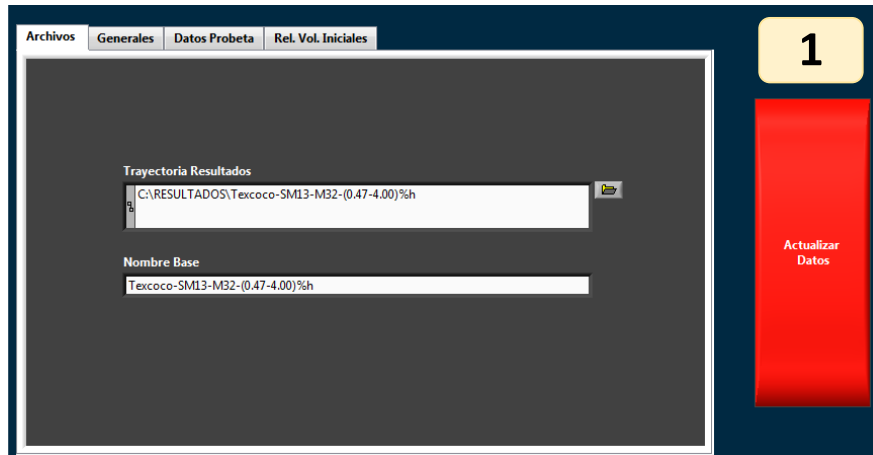 Archivos
Generales
Datos Probeta
Rel. Vol. Iniciales
1
Trayectoria Resultados
C:\RESULTADOS\Texcoco-SM13-M32-(0.47-4.00)%h
Nombre Base
Texcoco-SM13-M32-(0.47-4.00)%h
Actualizar
Datos